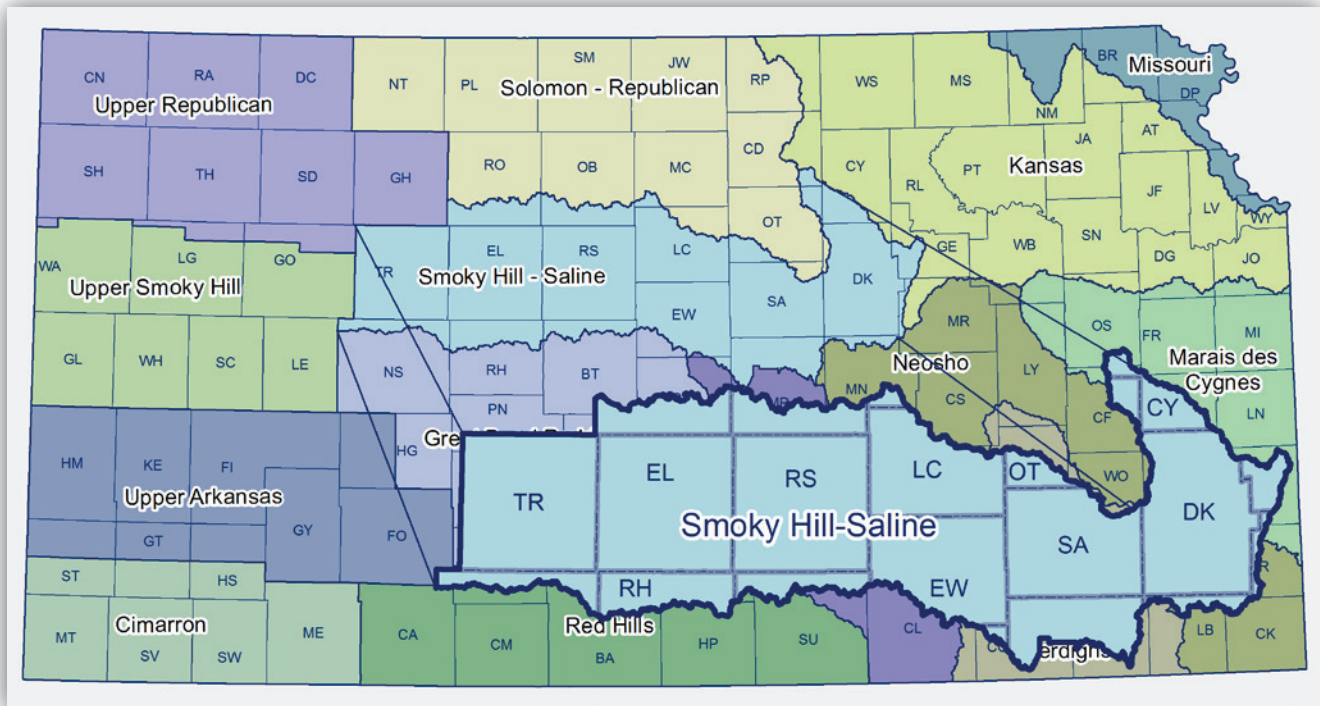 CN
RA
DC
Upper Republican
NT
PL
SM
JW
RP
Solomon - Republican
WS
MS
NM
BR
Missouri
DP
SH
TH
SD
GH
RO
OB
MC
CD
CY
RL
PT
JA
AT
Kansas
JF
LV
WY
WA
LG
GO
Upper Smoky Hill
TR
EL
RS
LC
OT
Smoky Hill - Saline
SA
DK
EW
GE
WB
SN
DG
JO
GL
WH
SC
LE
NS
RH
BT
PN
HG
MR
Neosho
MN
CS
LY
CF
WO
OS
FR
MI
Marais des
Cygnes
LN
HM
KE
FI
Upper Arkansas
GT
GY
FO
TR
EL
RS
LC
OT
CY
Smoky Hill-Saline
SA
DK
RH
EW
ST
HS
Cimarron
MT
SV
SW
ME
CA
CM
Red Hills
BA
HP
SU
CL
LB
CK